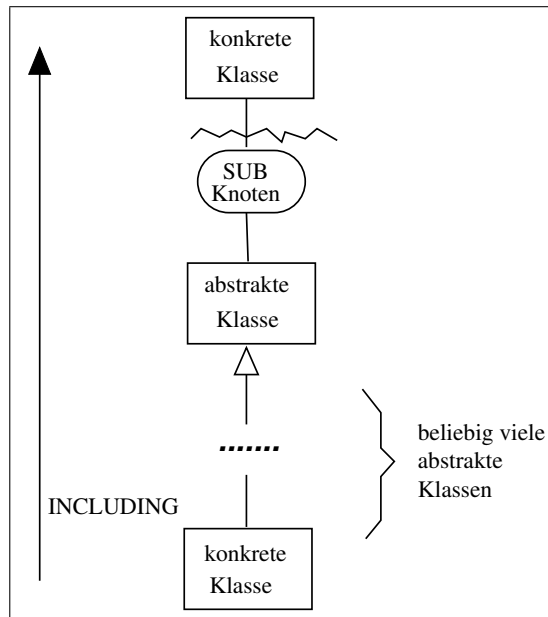 konkrete
Klasse
SUB
Knoten
abstrakte
Klasse
beliebig viele
abstrakte
Klassen
INCLUDING
konkrete
Klasse